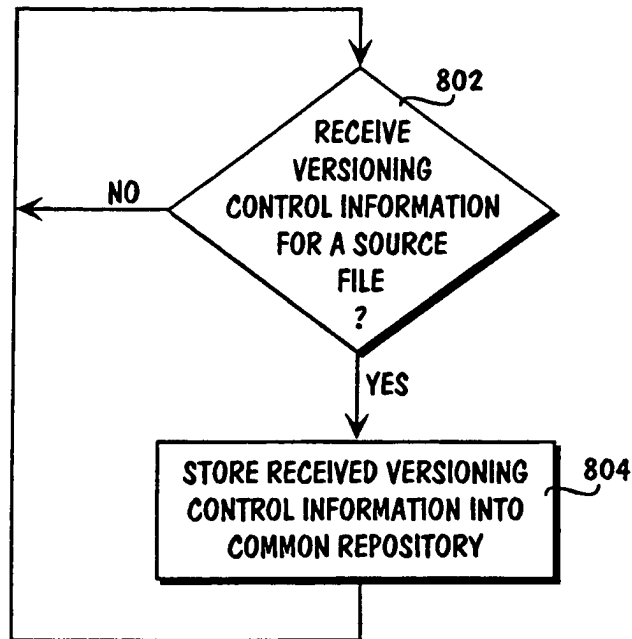 802
RECEIVE
VERSIONING
CONTROL INFORMATION
FOR A SOURCE
FILE
?
NO
YES
STORE RECEIVED VERSIONING
CONTROL INFORMATION INTO
COMMON REPOSITORY
804